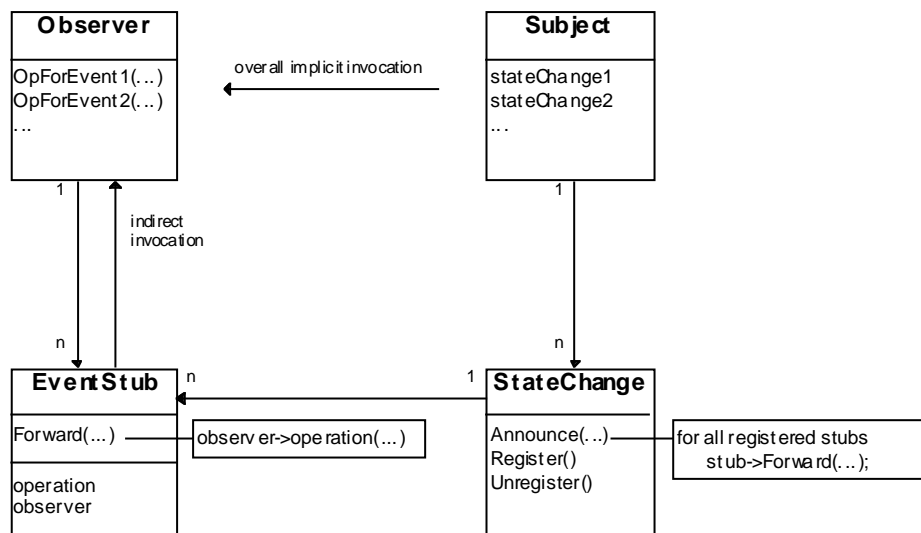 Observer
Subject
OpForEvent1(...)
OpForEvent2(...)
...
overall implicit invocation
stateChange1
stateChange2
...
1
1
indirect
invocation
n
n
n
1
EventStub
StateChange
Forward(...)
observer->operation(...)
Announce(...)
Register()
Unregister()
for all registered stubs
stub->Forward(...);
operation
observer